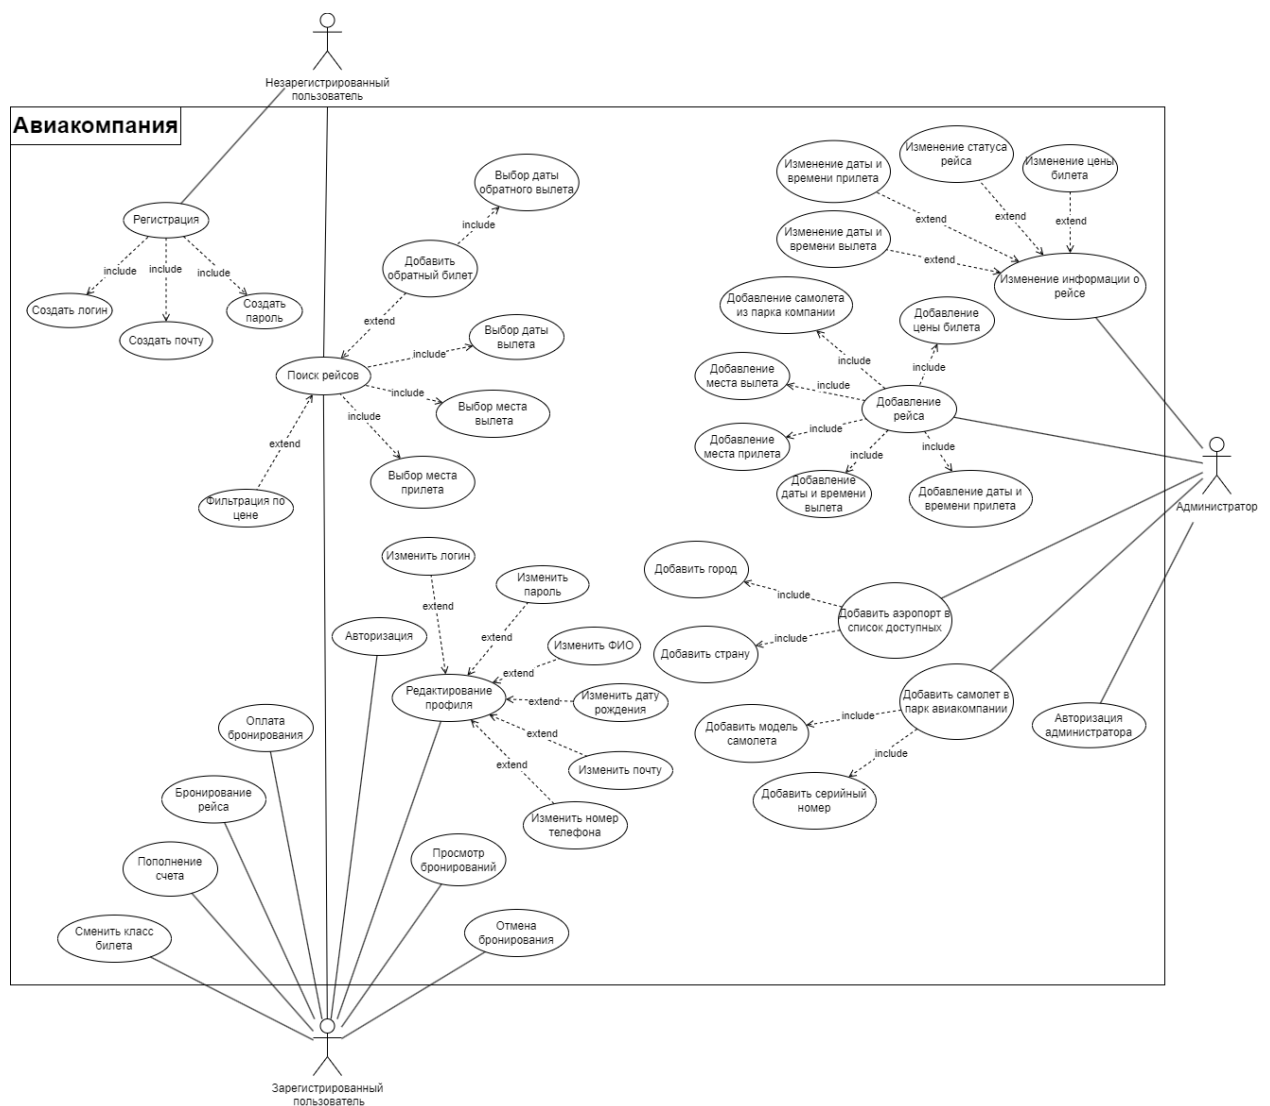 Незарегистрированный
пользователь
Авиакомпания
Регистрация
include
include
include
Создать логин
Создать почту
Создать
пароль
Выбор даты
обратного вылета
include
Добавить
обратный билет
extend
Поиск рейсов
include
Выбор даты
вылета
include
Выбор места
вылета
include
Выбор места
прилета
extend
Фильтрация по
цене
Изменение даты и
времени прилета
Изменение статуса
рейса
Изменение цены
билета
extend
extend
extend
Изменение даты и
времени вылета
extend
Изменение информации о
рейсе
Добавление самолета
из парка компании
Добавление
цены билета
include
include
Добавление
места вылета
include
Добавление
рейса
Добавление
места прилета
include
include
include
Добавление
даты и времени
вылета
Добавление даты и
времени прилета
Администратор
Изменить логин
Изменить
пароль
extend
extend
Авторизация
Изменить ФИО
extend
Редактирование
профиля
extend
Изменить дату
рождения
extend
Изменить почту
extend
Изменить номер
телефона
Добавить город
include
Добавить аэропорт в
список доступных
include
Добавить страну
Добавить самолет в
парк авиакомпании
include
Добавить модель
самолета
include
Добавить серийный
номер
Авторизация
администратора
Оплата
бронирования
Бронирование
рейса
Пополнение
счета
Сменить класс
билета
Просмотр
бронирований
Отмена
бронирования
Зарегистрированный
пользователь